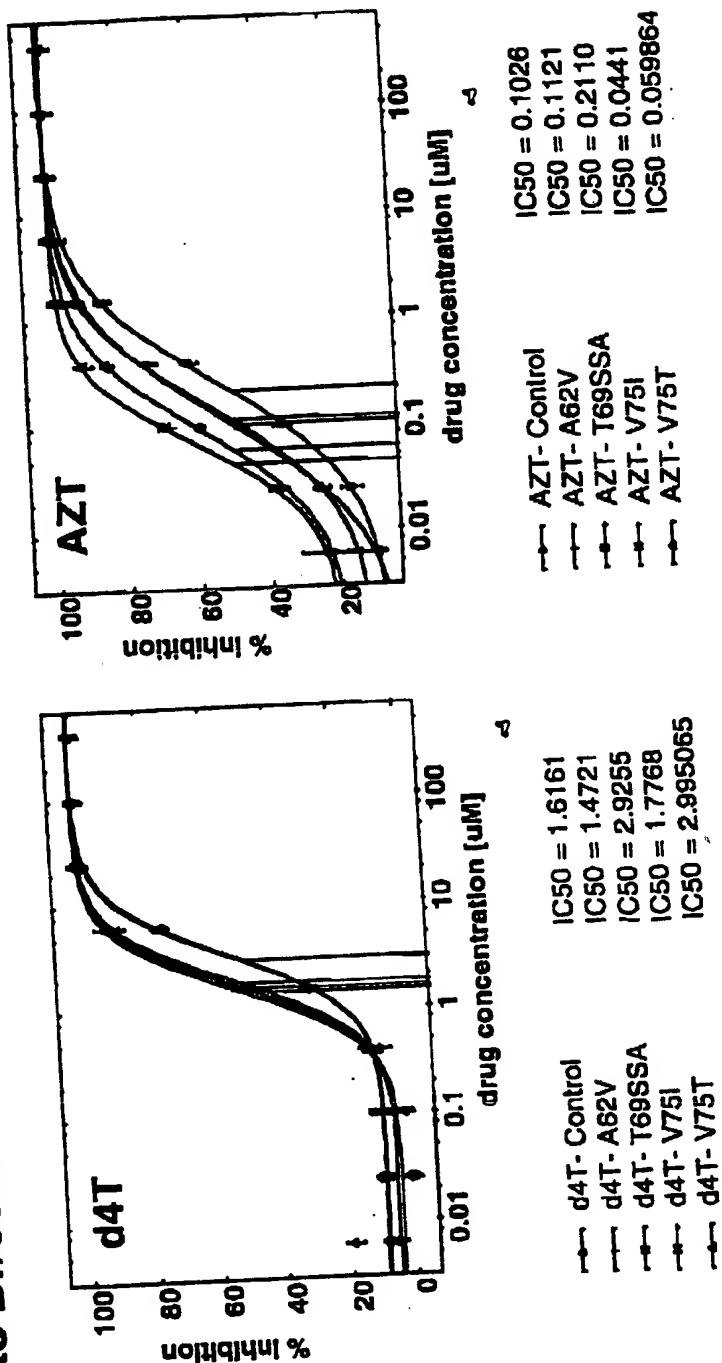 d4T
% inhibition
100
80
60
40
20
0
0.01
0.1
1
10
100
drug concentration [uM]
d4T- Control
IC50 = 1.6161
d4T- A62V
IC50 = 1.4721
d4T- T69SSA
IC50 = 2.9255
d4T- V75I
IC50 = 1.7768
d4T- V75T
IC50 = 2.995065
AZT
% inhibition
100
80
60
40
20
0.01
0.1
1
10
100
drug concentration [uM]
AZT- Control
IC50 = 0.1026
AZT- A62V
IC50 = 0.1121
AZT- T69SSA
IC50 = 0.2110
AZT- V75I
IC50 = 0.0441
AZT- V75T
IC50 = 0.059864